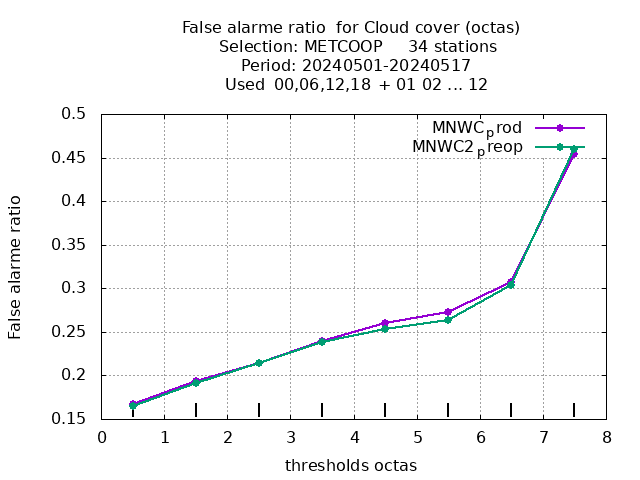 False alarme ratio  for Cloud cover (octas)
Selection: METCOOP     34 stations
Period: 20240501-20240517
Used  00,06,12,18 + 01 02 ... 12
MNWC_prod
MNWC2_preop
False alarme ratio
0.5
0.45
0.4
0.35
0.3
0.25
0.2
0.15
0 1 2 3 4 5 6 7 8
thresholds octas